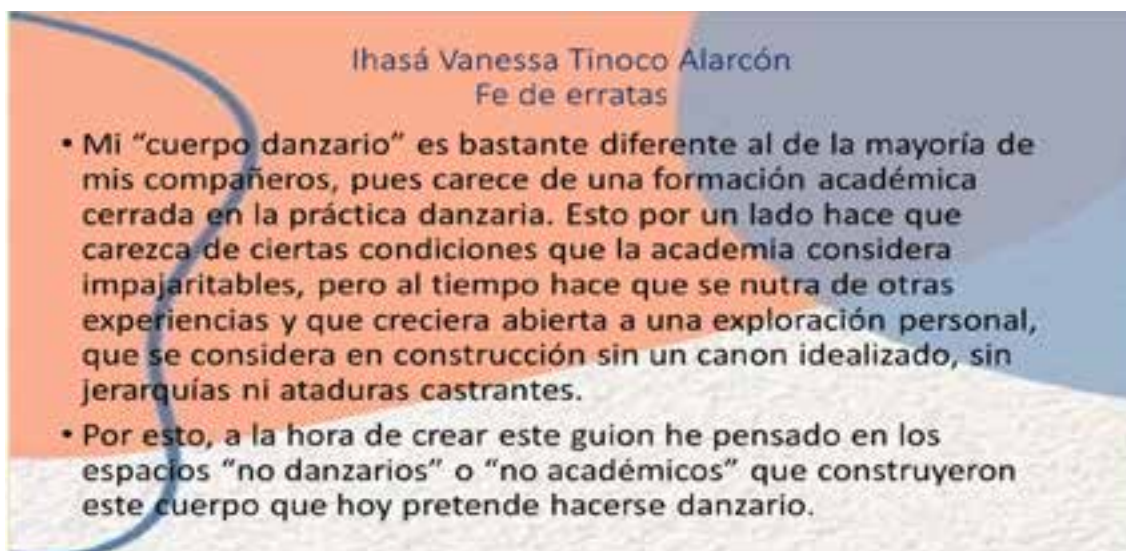 Ihasá Vanessa Tinoco Alarcón
Fe de erratas
• Mi “cuerpo danzario” es bastante diferente al de la mayoría de
mis compañeros, pues carece de una formación académica
cerrada en la práctica danzaria. Esto por un lado hace que
carezca de ciertas condiciones que la academia considera
impajaritables, pero al tiempo hace que se nutra de otras
experiencias y que creciera abierta a una exploración personal,
que se considera en construcción sin un canon idealizado, sin
jerarquías ni ataduras castrantes.
• Por esto, a la hora de crear este guion he pensado en los
espacios “no danzarios” o “no académicos” que construyeron
este cuerpo que hoy pretende hacerse danzario.